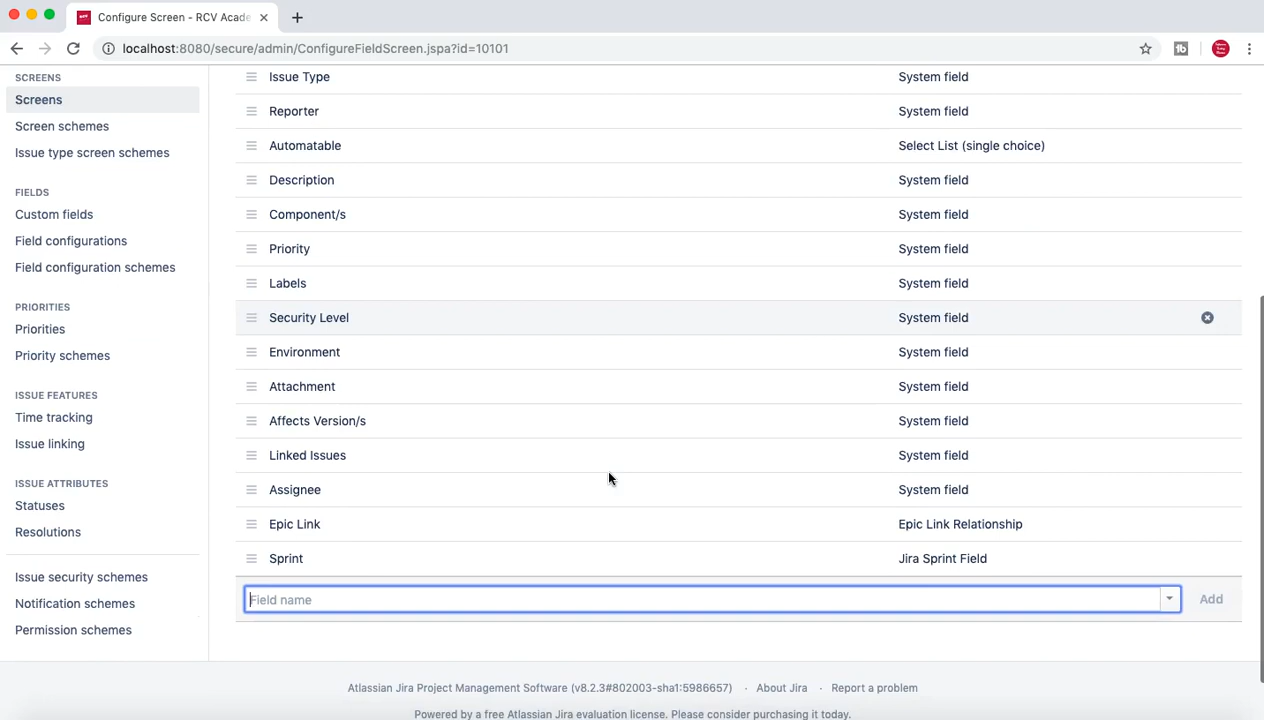 Configure Screen - RCV Acade
localhost:8080/secure/admin/ConfigureFieldScreen.jspa?id=10101
SCREENS
Screens
Screen schemes
Issue type screen schemes
FIELDS
Custom fields
Field configurations
Field configuration schemes
PRIORITIES
Priorities
Priority schemes
ISSUE FEATURES
Time tracking
Issue linking
ISSUE ATTRIBUTES
Statuses
Resolutions
Issue security schemes
Notification schemes
Permission schemes
Issue Type System field
Reporter System field
Automatable Select List (single choice)
Description System field
Component/s System field
Priority System field
Labels System field
Security Level System field
Environment System field
Attachment System field
Affects Version/s System field
Linked Issues System field
Assignee System field
Epic Link Epic Link Relationship
Sprint Jira Sprint Field
Field name Add
Atlassian Jira Project Management Software (v8.2.3#802003-sha1:5986657) · About Jira · Report a problem
Powered by a free Atlassian Jira evaluation license. Please consider purchasing it today.